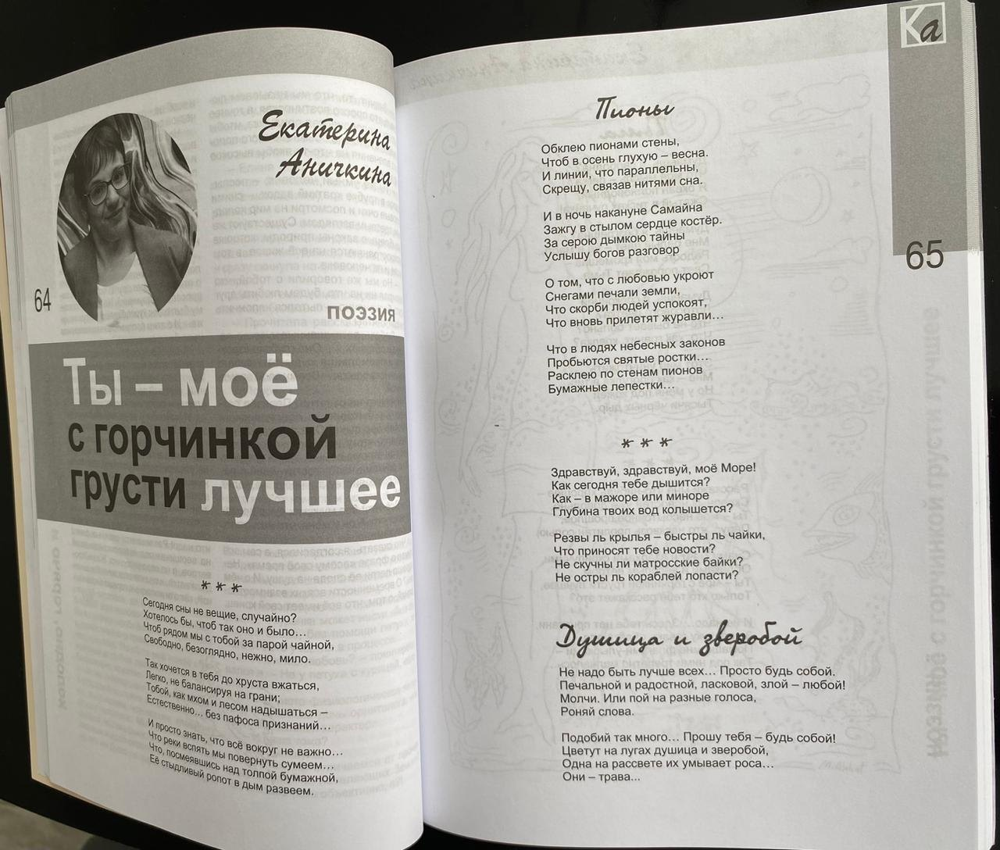 Екатерина
Аничкина
64
поэзия
Ты – моё
с горчинкой
грусти лучшее
***
Сегодня сны не вещие, случайно?
Хотелось бы, чтоб так оно и было…
Чтоб рядом мы с тобой за парой чайной,
Свободно, безоглядно, нежно, мило.
Так хочется в тебя до хруста вжаться,
Легко, не балансируя на грани;
Тобой, как мхом и лесом надышаться –
Естественно… без пафоса признаний…
И просто знать, что всё вокруг не важно…
Что реки вспять мы повернуть сумеем…
Что, посмеявшись над толпой бумажной,
Её стыдливый ропот в дым развеем.
Ка
65
Пионы
Обклею пионами стены,
Чтоб в осень глухую – весна.
И линии, что параллельны,
Скрещу, связав нитями сна.
И в ночь накануне Самайна
Зажгу в стылом сердце костёр.
За серою дымкою тайны
Услышу богов разговор
О том, что с любовью укроют
Снегами печали земли,
Что скорби людей успокоят,
Что вновь прилетят журавли…
Что в людях небесных законов
Пробьются святые ростки…
Расклею по стенам пионов
Бумажные лепестки…
***
Здравствуй, здравствуй, моё Море!
Как сегодня тебе дышится?
Как – в мажоре или миноре
Глубина твоих вод колышется?
Резвы ль крылья – быстры ль чайки,
Что приносят тебе новости?
Не скучны ли матросские байки?
Не остры ль кораблей лопасти?
Душица и зверобой
Не надо быть лучше всех… Просто будь собой.
Печальной и радостной, ласковой, злой – любой!
Молчи. Или пой на разные голоса,
Роняй слова.
Подобий так много… Прошу тебя – будь собой!
Цветут на лугах душица и зверобой,
Одна на рассвете их умывает роса…
Они – трава...